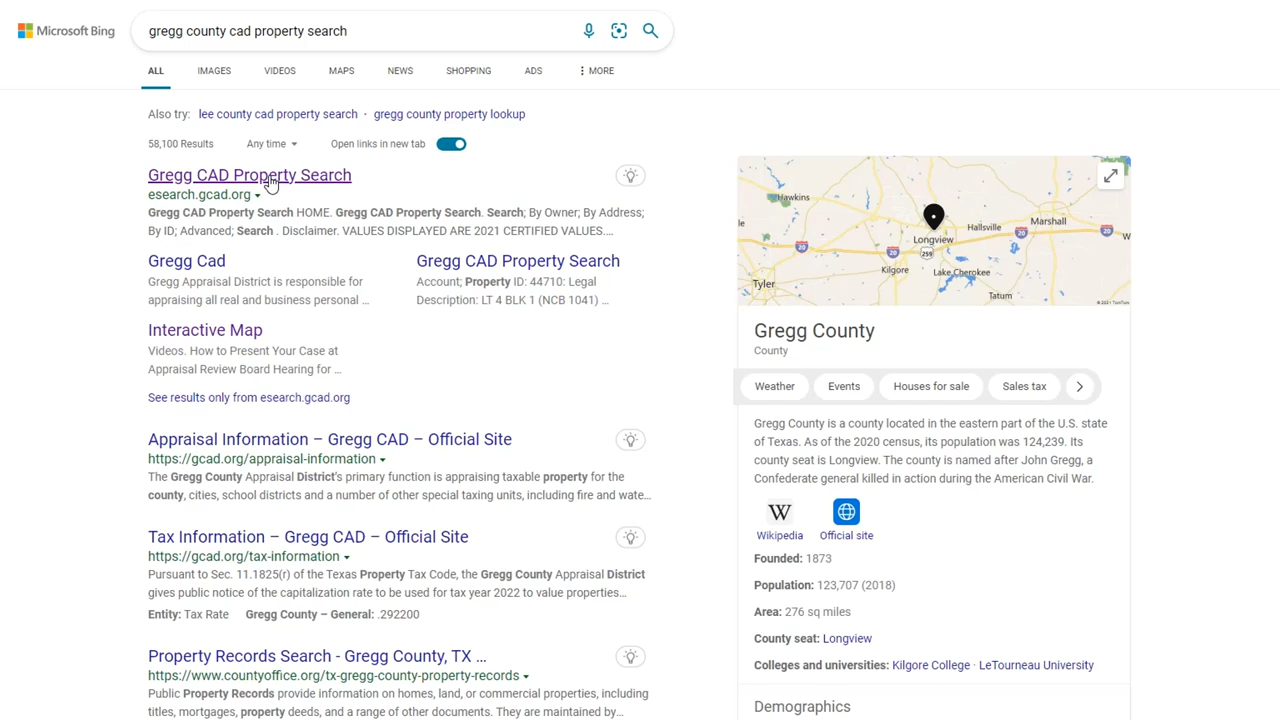 Microsoft Bing
gregg county cad property search
ALL IMAGES VIDEOS MAPS NEWS SHOPPING ADS MORE
Also try: lee county cad property search · gregg county property lookup
58,100 Results Any time Open links in new tab
Gregg CAD Property Search
esearch.gcad.org
Gregg CAD Property Search HOME. Gregg CAD Property Search. Search; By Owner; By Address;
By ID; Advanced; Search . Disclaimer. VALUES DISPLAYED ARE 2021 CERTIFIED VALUES....
Gregg Cad
Gregg Appraisal District is responsible for
appraising all real and business personal ...
Gregg CAD Property Search
Account; Property ID: 44710: Legal
Description: LT 4 BLK 1 (NCB 1041) ...
Interactive Map
Videos. How to Present Your Case at
Appraisal Review Board Hearing for ...
See results only from esearch.gcad.org
Appraisal Information – Gregg CAD – Official Site
https://gcad.org/appraisal-information
The Gregg County Appraisal District's primary function is appraising taxable property for the
county, cities, school districts and a number of other special taxing units, including fire and wate...
Tax Information – Gregg CAD – Official Site
https://gcad.org/tax-information
Pursuant to Sec. 11.1825(r) of the Texas Property Tax Code, the Gregg County Appraisal District
gives public notice of the capitalization rate to be used for tax year 2022 to value properties...
Entity: Tax Rate Gregg County – General: .292200
Property Records Search - Gregg County, TX ...
https://www.countyoffice.org/tx-gregg-county-property-records
Public Property Records provide information on homes, land, or commercial properties, including
titles, mortgages, property deeds, and a range of other documents. They are maintained by...
Hawkins
le
Longview
Hallsville
Marshall
20
20
20
20
259
W
Kilgore
Lake Cherokee
Tyler
Tatum
Gregg County
County
Weather Events Houses for sale Sales tax
Gregg County is a county located in the eastern part of the U.S. state
of Texas. As of the 2020 census, its population was 124,239. Its
county seat is Longview. The county is named after John Gregg, a
Confederate general killed in action during the American Civil War.
W
Wikipedia Official site
Founded: 1873
Population: 123,707 (2018)
Area: 276 sq miles
County seat: Longview
Colleges and universities: Kilgore College · LeTourneau University
Demographics